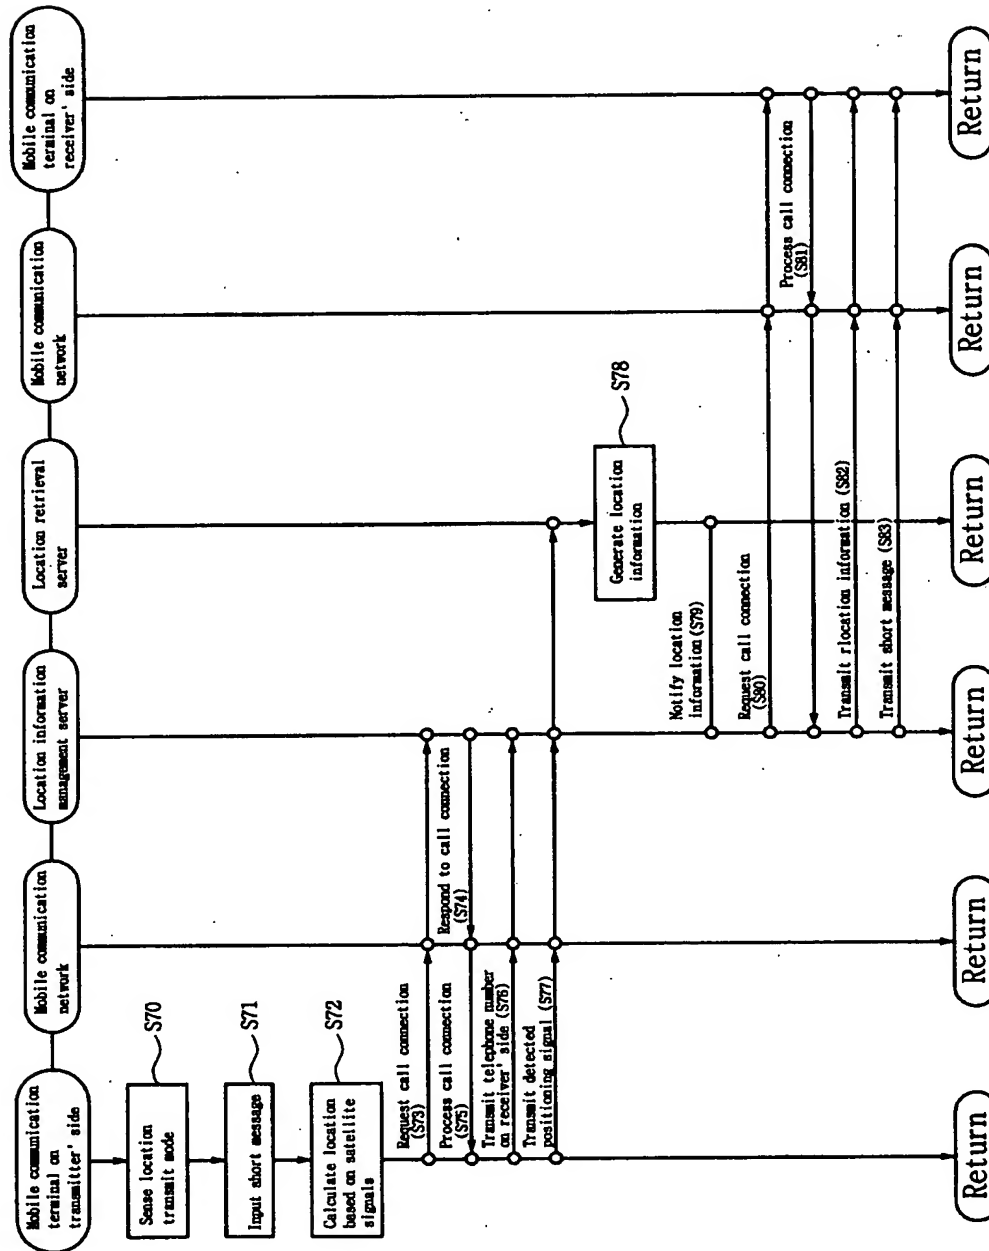 Mobile communication
terminal on
transmitter' side
Mobile communication
network
Location information
management server
Location retrieval
server
Mobile communication
network
Mobile communication
terminal on
receiver' side
Sense location
transmit mode
S70
Input short message
S71
Calculate location
based on satellite
signals
S72
Request call connection
(S73)
Respond to call connection
(S74)
Process call connection
(S75)
Transmit telephone number
on receiver' side (S76)
Transmit detected
positioning signal (S77)
Generate location
information
S78
Notify location
information (S79)
Request call connection
(S80)
Process call connection
(S81)
Transmit rlocation information (S82)
Transmit short message (S83)
Return
Return
Return
Return
Return
Return